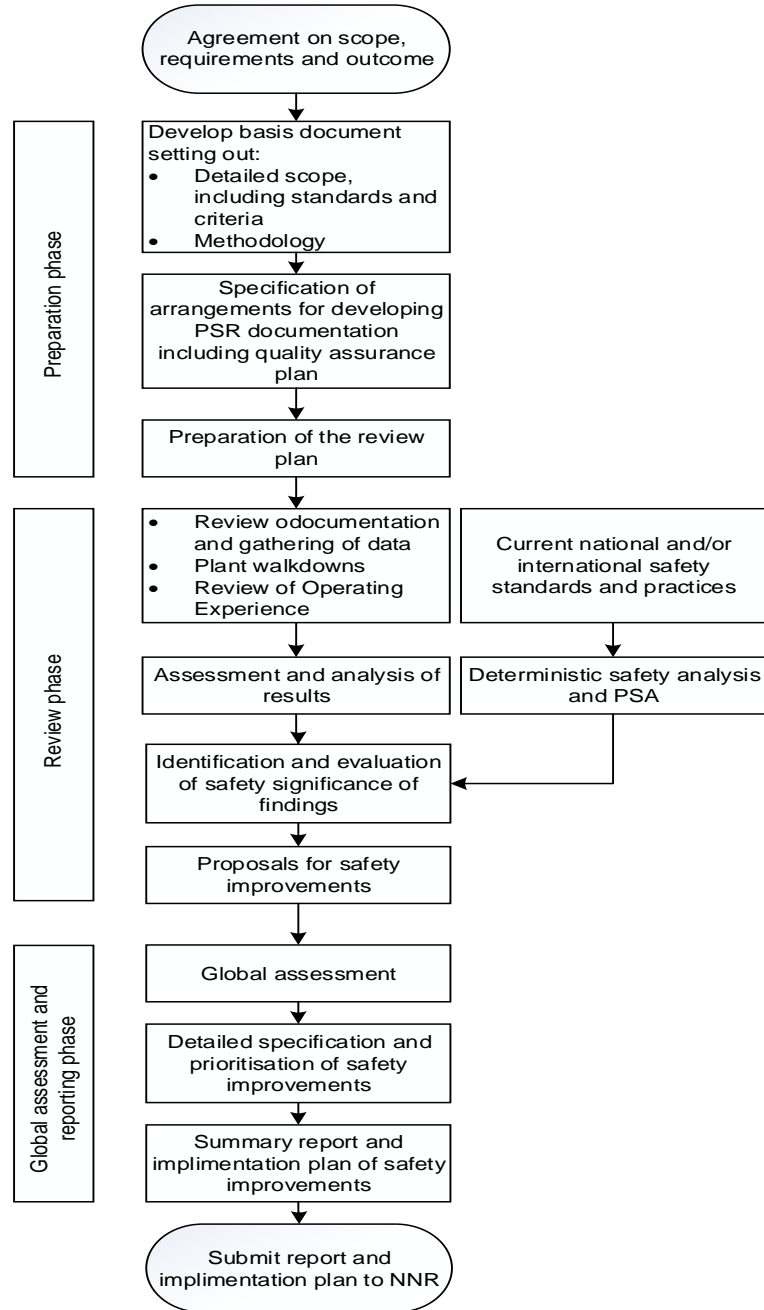 Agreement on scope,
requirements and outcome
Preparation phase
Develop basis document
setting out:
• Detailed scope,
including standards and
criteria
• Methodology
Specification of
arrangements for developing
PSR documentation
including quality assurance
plan
Preparation of the review
plan
Review phase
• Review odocumentation
and gathering of data
• Plant walkdowns
• Review of Operating
Experience
Current national and/or
international safety
standards and practices
Assessment and analysis of
results
Deterministic safety analysis
and PSA
Identification and evaluation
of safety significance of
findings
Proposals for safety
improvements
Global assessment and
reporting phase
Global assessment
Detailed specification and
prioritisation of safety
improvements
Summary report and
implimentation plan of safety
improvements
Submit report and
implimentation plan to NNR